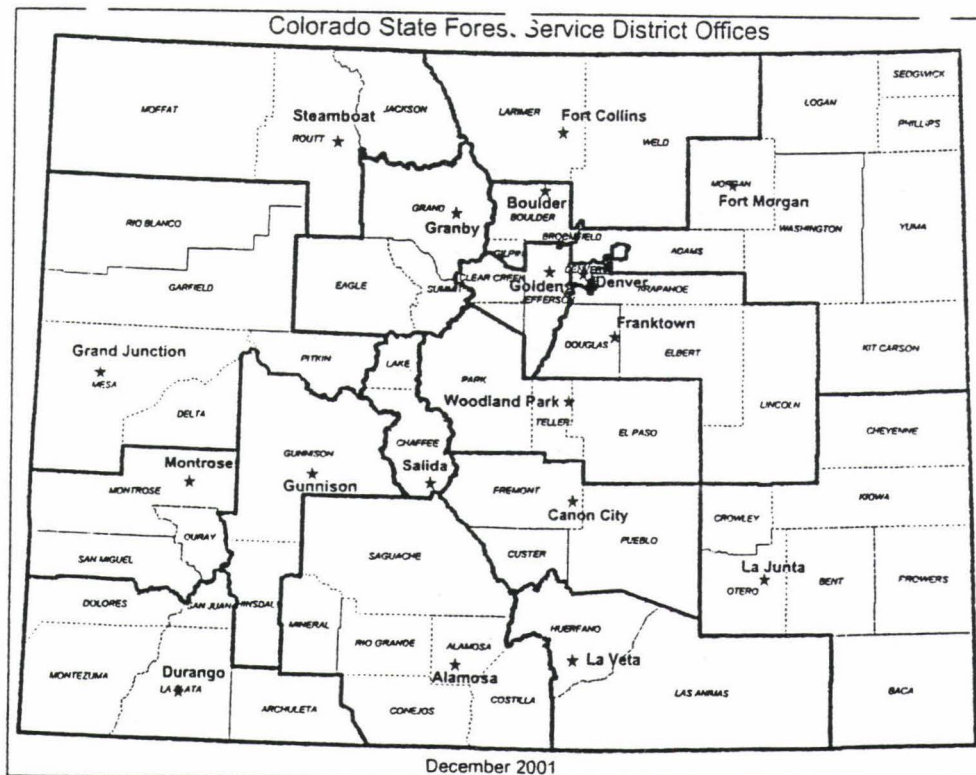 Colorado State Forest Service District Offices
SEDGWICK
MOFFAT
JACKSON
LARIMER
LOGAN
Steamboat
Fort Collins
PHILLIPS
ROUTT
WELD
MORGAN
Fort Morgan
Boulder
BOULDER
GRAND
Granby
RIO BLANCO
WASHINGTON
YUMA
BROOMFIELD
ADAMS
GILPIN
CLEAR CREEK
DENVER
Denver
Golden
JEFFERSON
ARAPAHOE
GARFIELD
EAGLE
SUMMIT
Franktown
DOUGLAS
ELBERT
KIT CARSON
Grand Junction
MESA
PITKIN
LAKE
PARK
Woodland Park
TELLER
LINCOLN
DELTA
EL PASO
CHEYENNE
CHAFFEE
GUNNISON
Gunnison
Montrose
MONTROSE
Salida
FREMONT
Canon City
KIOWA
CROWLEY
OURAY
SAGUACHE
CUSTER
PUEBLO
SAN MIGUEL
La Junta
OTERO
BENT
PROWERS
DOLORES
SAN JUAN
HINSDALE
MINERAL
RIO GRANDE
ALAMOSA
Alamosa
HUERFANO
La Veta
MONTEZUMA
Durango
LA PLATA
ARCHULETA
CONEJOS
COSTILLA
LAS ANIMAS
BACA
December 2001